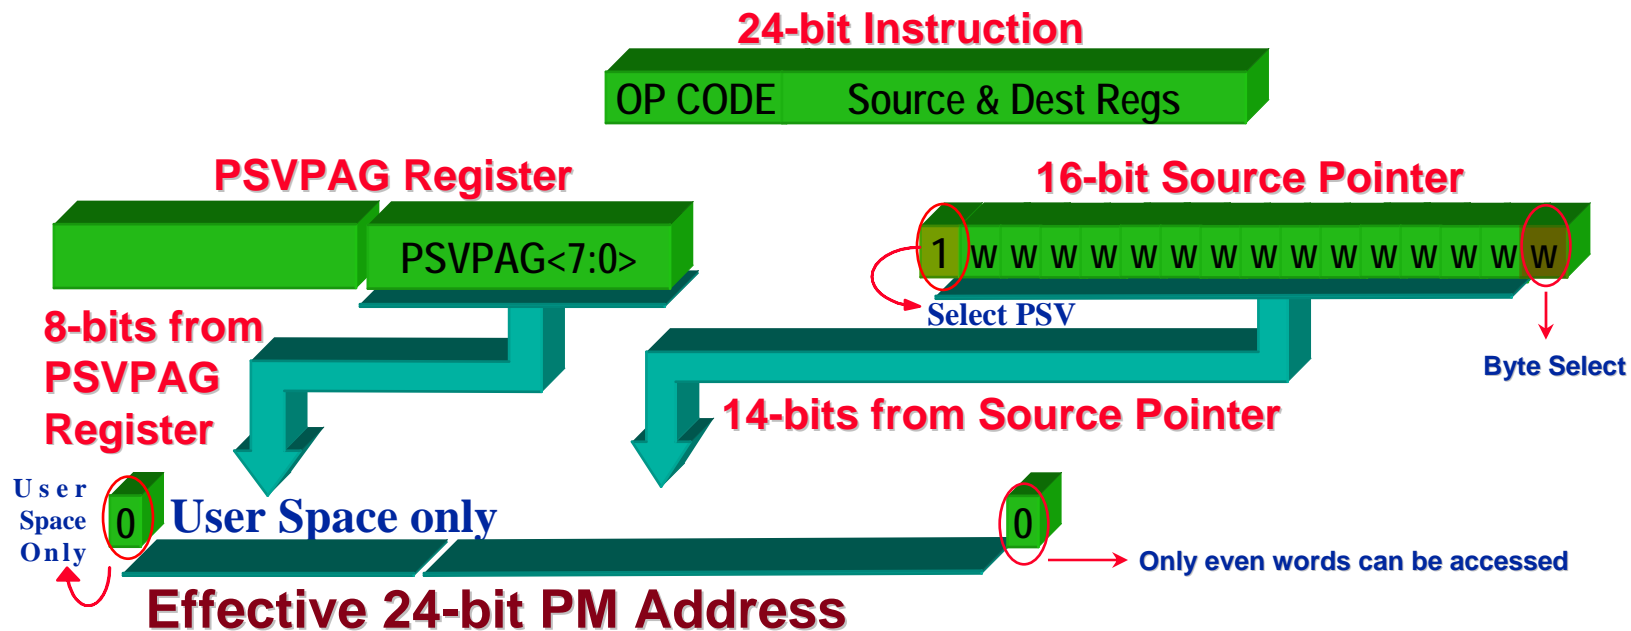 24-bit Instruction
OP CODE Source & Dest Regs
PSVPAG Register
16-bit Source Pointer
PSVPAG<7:0>
1 w w w w w w w w w w w w w w w
Select PSV
8-bits from
PSVPAG
Register
Byte Select
14-bits from Source Pointer
User
Space
Only
0
User Space only
0
Only even words can be accessed
Effective 24-bit PM Address